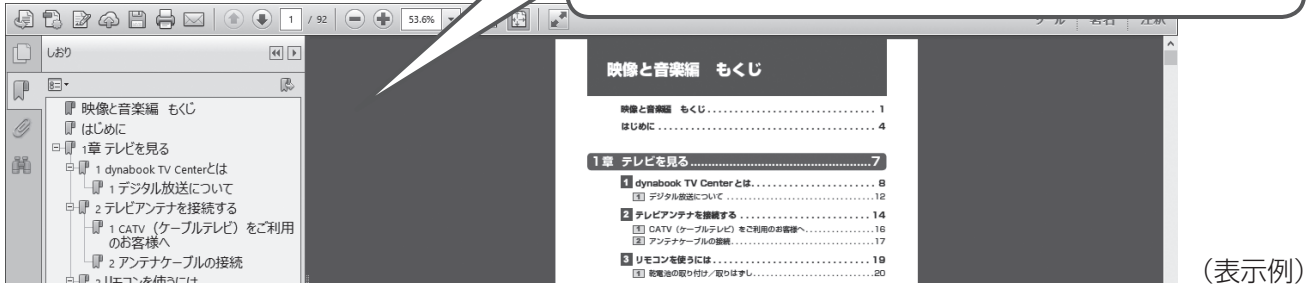 1 / 92 53.6% ツール 署名 注釈
しおり
映像と音楽編 もくじ
はじめに
1章 テレビを見る
1 dynabook TV Centerとは
1 デジタル放送について
2 テレビアンテナを接続する
1 CATV（ケーブルテレビ）をご利用
のお客様へ
2 アンテナケーブルの接続
3 リモコンを使うには
映像と音楽編 もくじ
映像と音楽編 もくじ.............................. 1
はじめに....................................... 4
1章 テレビを見る..................................................7
1 dynabook TV Centerとは...................... 8
1 デジタル放送について ..................................12
2 テレビアンテナを接続する ...................... 14
1 CATV（ケーブルテレビ）をご利用のお客様へ................16
2 アンテナケーブルの接続.................................17
3 リモコンを使うには ........................... 19
1 乾電池の取り付け／取りはずし............................20
（表示例）